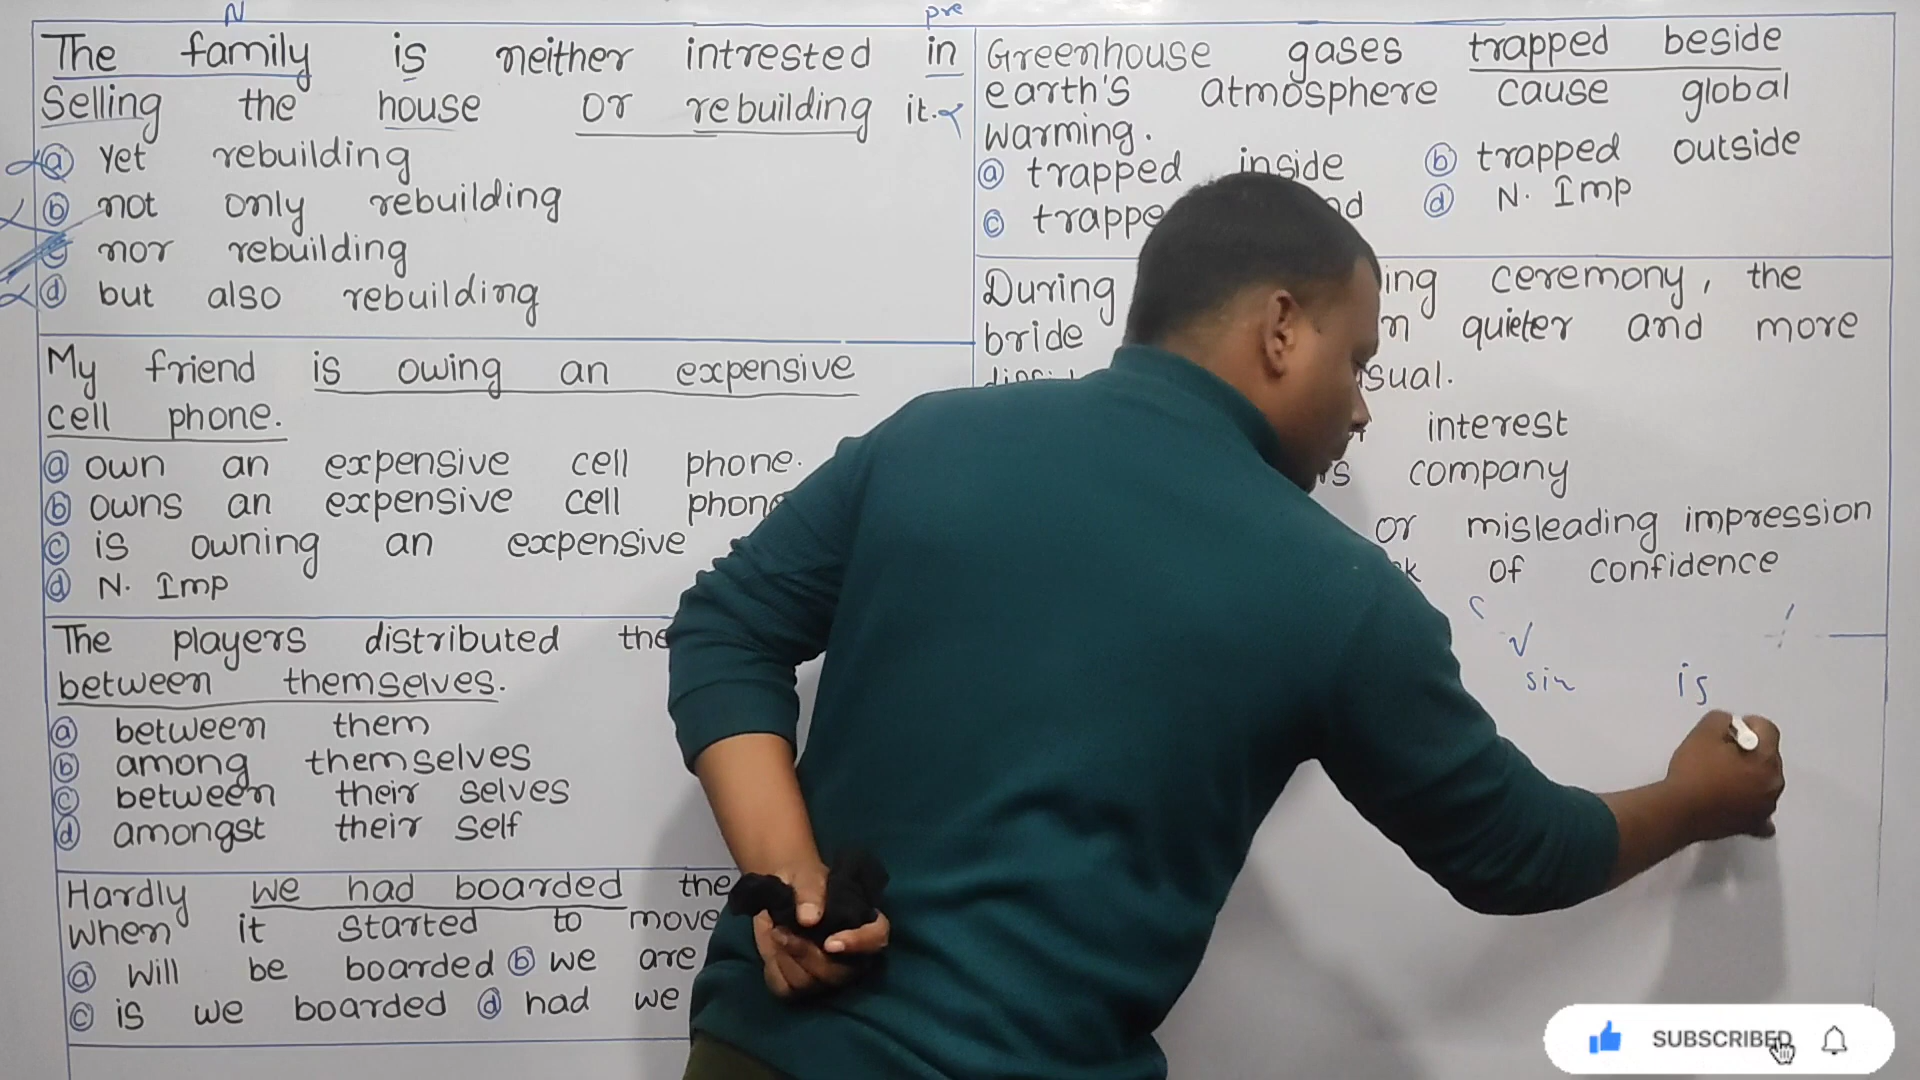 N
The family is neither intrested in
Selling the house or rebuilding it.
ⓐ Yet rebuilding
ⓑ not only rebuilding
ⓒ nor rebuilding
ⓓ but also rebuilding
My friend is owing an expensive
cell phone.
ⓐ own an expensive cell phone.
ⓑ owns an expensive cell phone
ⓒ is owning an expensive
ⓓ N. Imp
The players distributed the
between themselves.
ⓐ between them
ⓑ among themselves
ⓒ between their selves
ⓓ amongst their self
Hardly we had boarded the
When it started to move
ⓐ Will be boarded ⓑ we are
ⓒ is we boarded ⓓ had we
pre
Greenhouse gases trapped beside
earth's atmosphere cause global
warming.
ⓐ trapped inside ⓑ trapped outside
ⓒ ⓓ N. Imp
During ceremony, the
bride quieter and more
interest
company
or misleading impression
of confidence
sin is
SUBSCRIBED